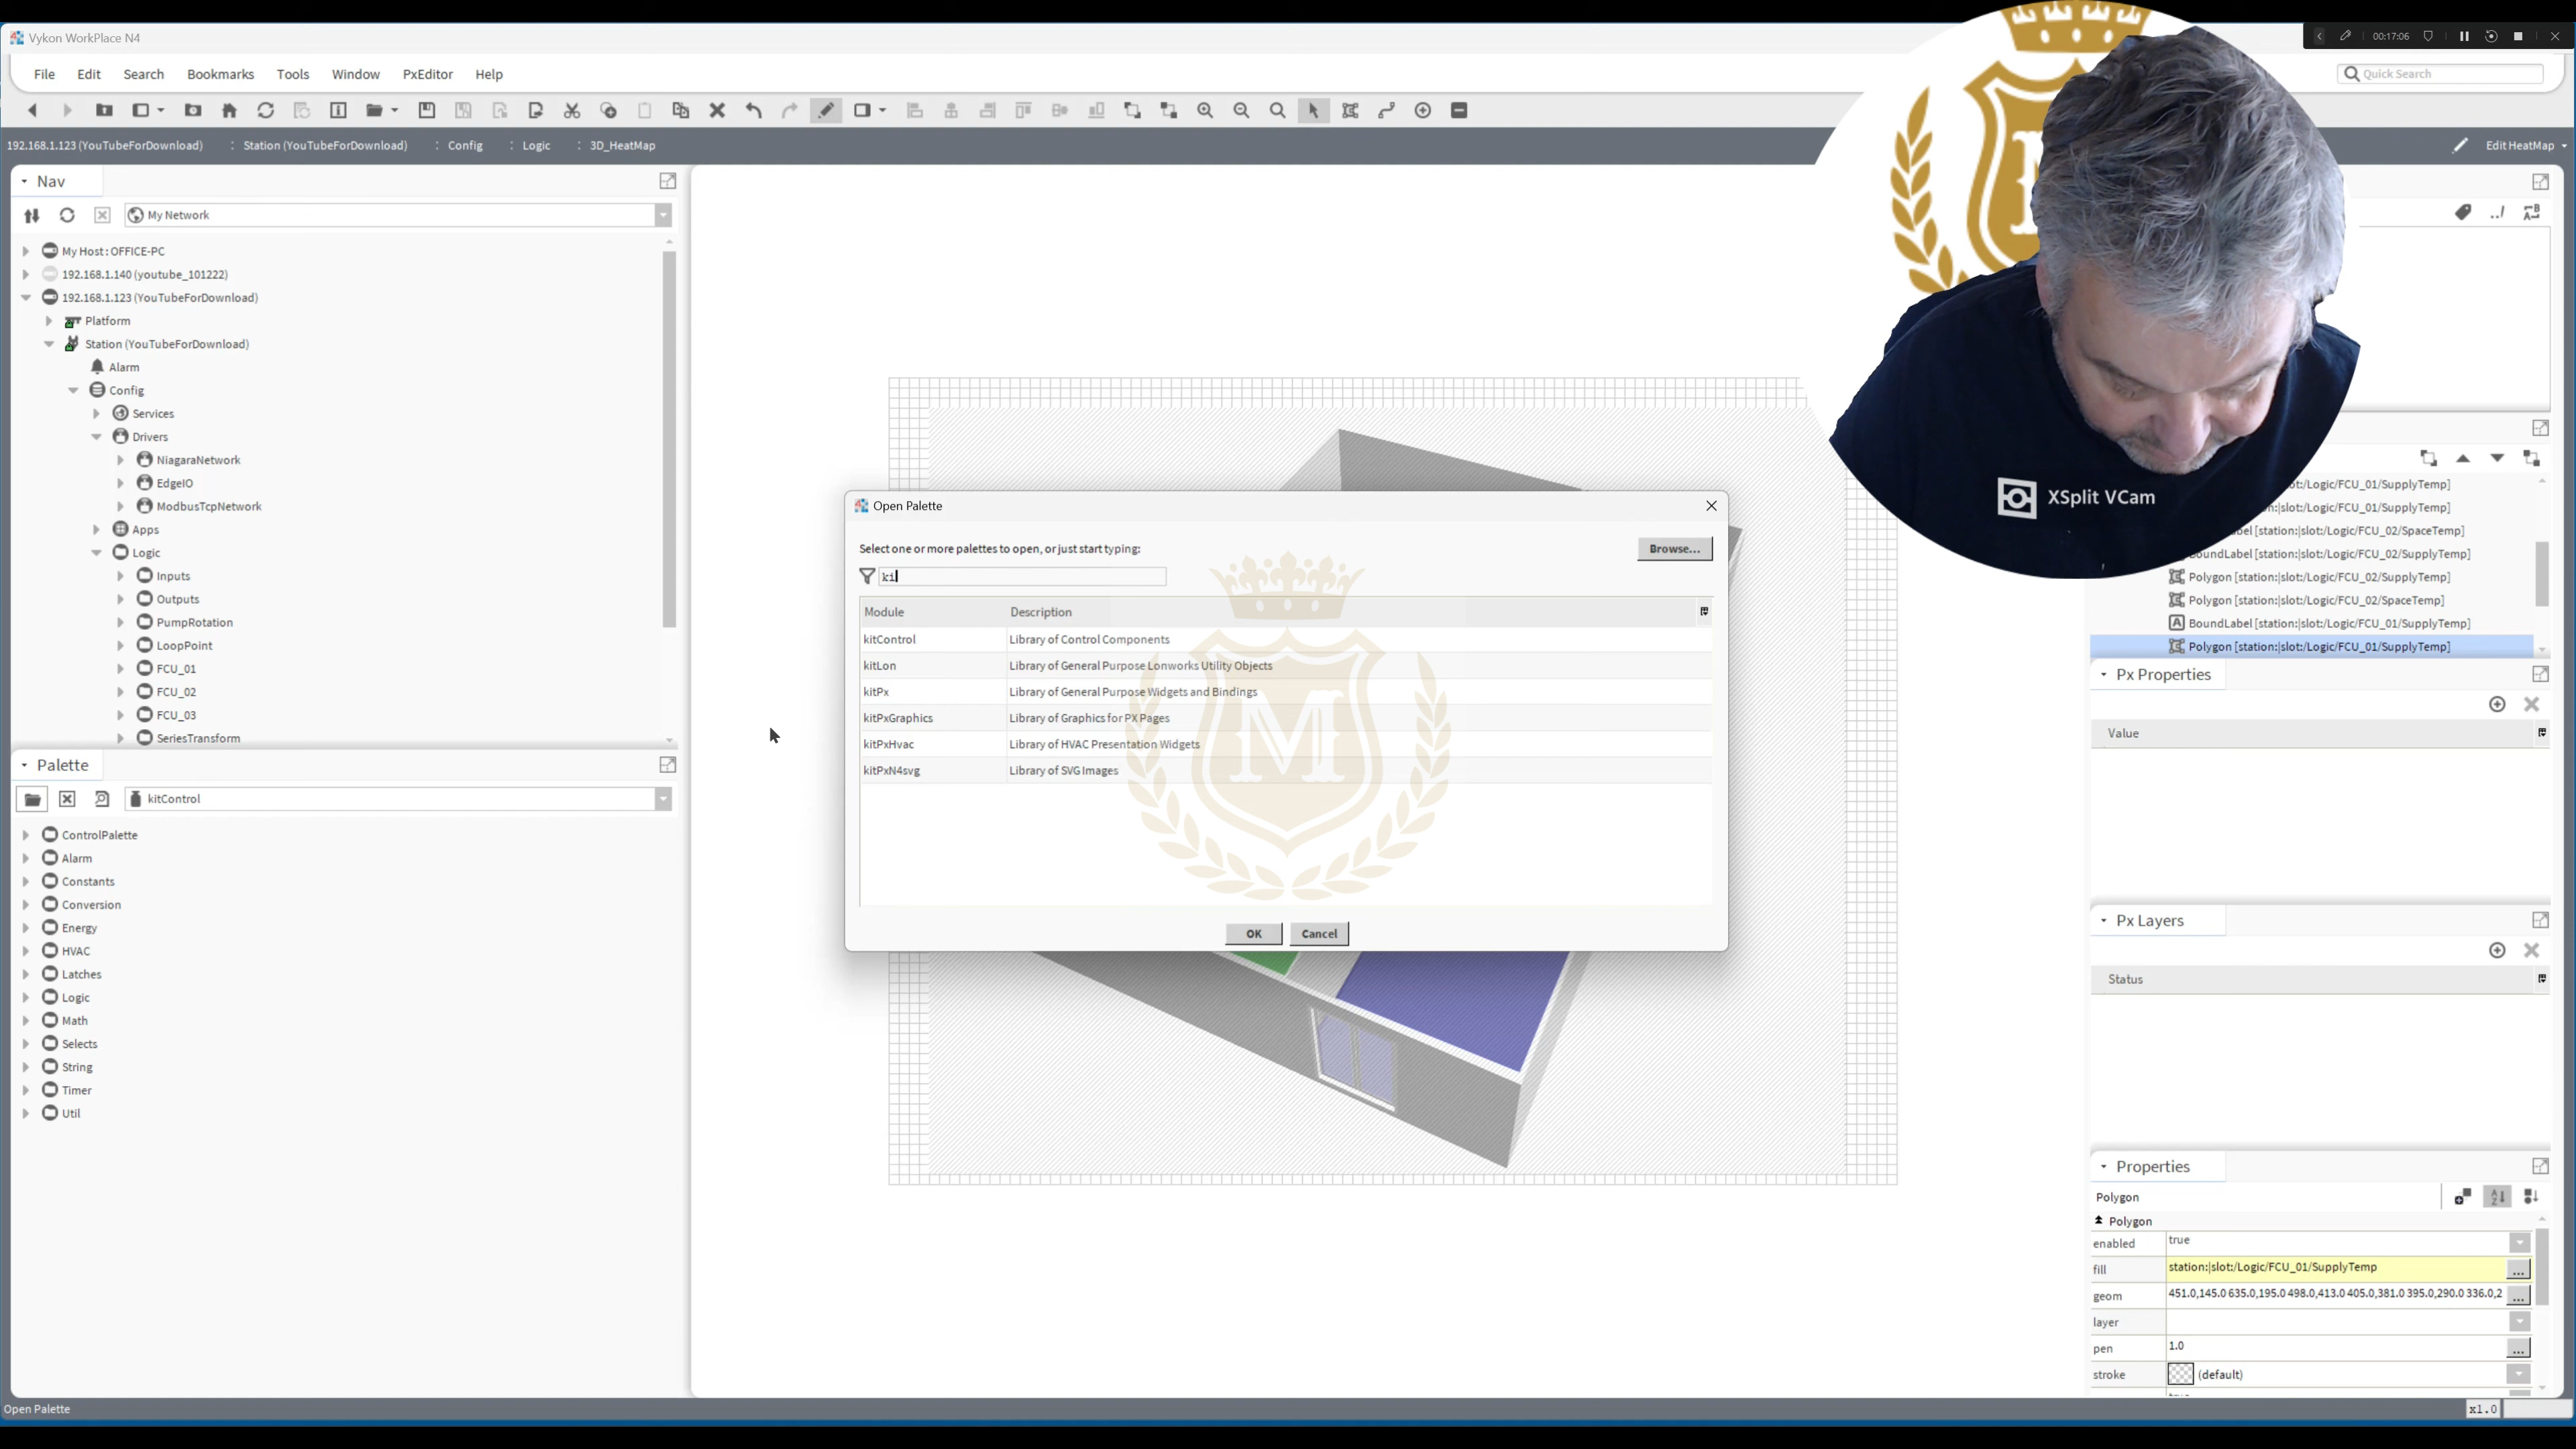 Vykon WorkPlace N4
00:17:06
File Edit Search Bookmarks Tools Window PxEditor Help
Quick Search
192.168.1.123 (YouTubeForDownload) : Station (YouTubeForDownload) : Config : Logic : 3D_HeatMap
Edit HeatMap
Nav
My Network
My Host : OFFICE-PC
192.168.1.140 (youtube_101222)
192.168.1.123 (YouTubeForDownload)
Platform
Station (YouTubeForDownload)
Alarm
Config
Services
Drivers
NiagaraNetwork
EdgeIO
ModbusTcpNetwork
Apps
Logic
Inputs
Outputs
PumpRotation
LoopPoint
FCU_01
FCU_02
FCU_03
SeriesTransform
Palette
kitControl
ControlPalette
Alarm
Constants
Conversion
Energy
HVAC
Latches
Logic
Math
Selects
String
Timer
Util
Open Palette
Select one or more palettes to open, or just start typing:
Browse...
ki
Module Description
kitControl Library of Control Components
kitLon Library of General Purpose Lonworks Utility Objects
kitPx Library of General Purpose Widgets and Bindings
kitPxGraphics Library of Graphics for PX Pages
kitPxHvac Library of HVAC Presentation Widgets
kitPxN4svg Library of SVG Images
M
OK Cancel
XSplit VCam
slot:/Logic/FCU_01/SupplyTemp]
slot:/Logic/FCU_01/SupplyTemp]
Label [station:|slot:/Logic/FCU_02/SpaceTemp]
oundLabel [station:|slot:/Logic/FCU_02/SupplyTemp]
Polygon [station:|slot:/Logic/FCU_02/SupplyTemp]
Polygon [station:|slot:/Logic/FCU_02/SpaceTemp]
BoundLabel [station:|slot:/Logic/FCU_01/SupplyTemp]
Polygon [station:|slot:/Logic/FCU_01/SupplyTemp]
Px Properties
Value
Px Layers
Status
Properties
Polygon
Polygon
enabled true
fill station:|slot:/Logic/FCU_01/SupplyTemp
geom 451.0,145.0 635.0,195.0 498.0,413.0 405.0,381.0 395.0,290.0 336.0,2
layer
pen 1.0
stroke (default)
Open Palette
x1.0